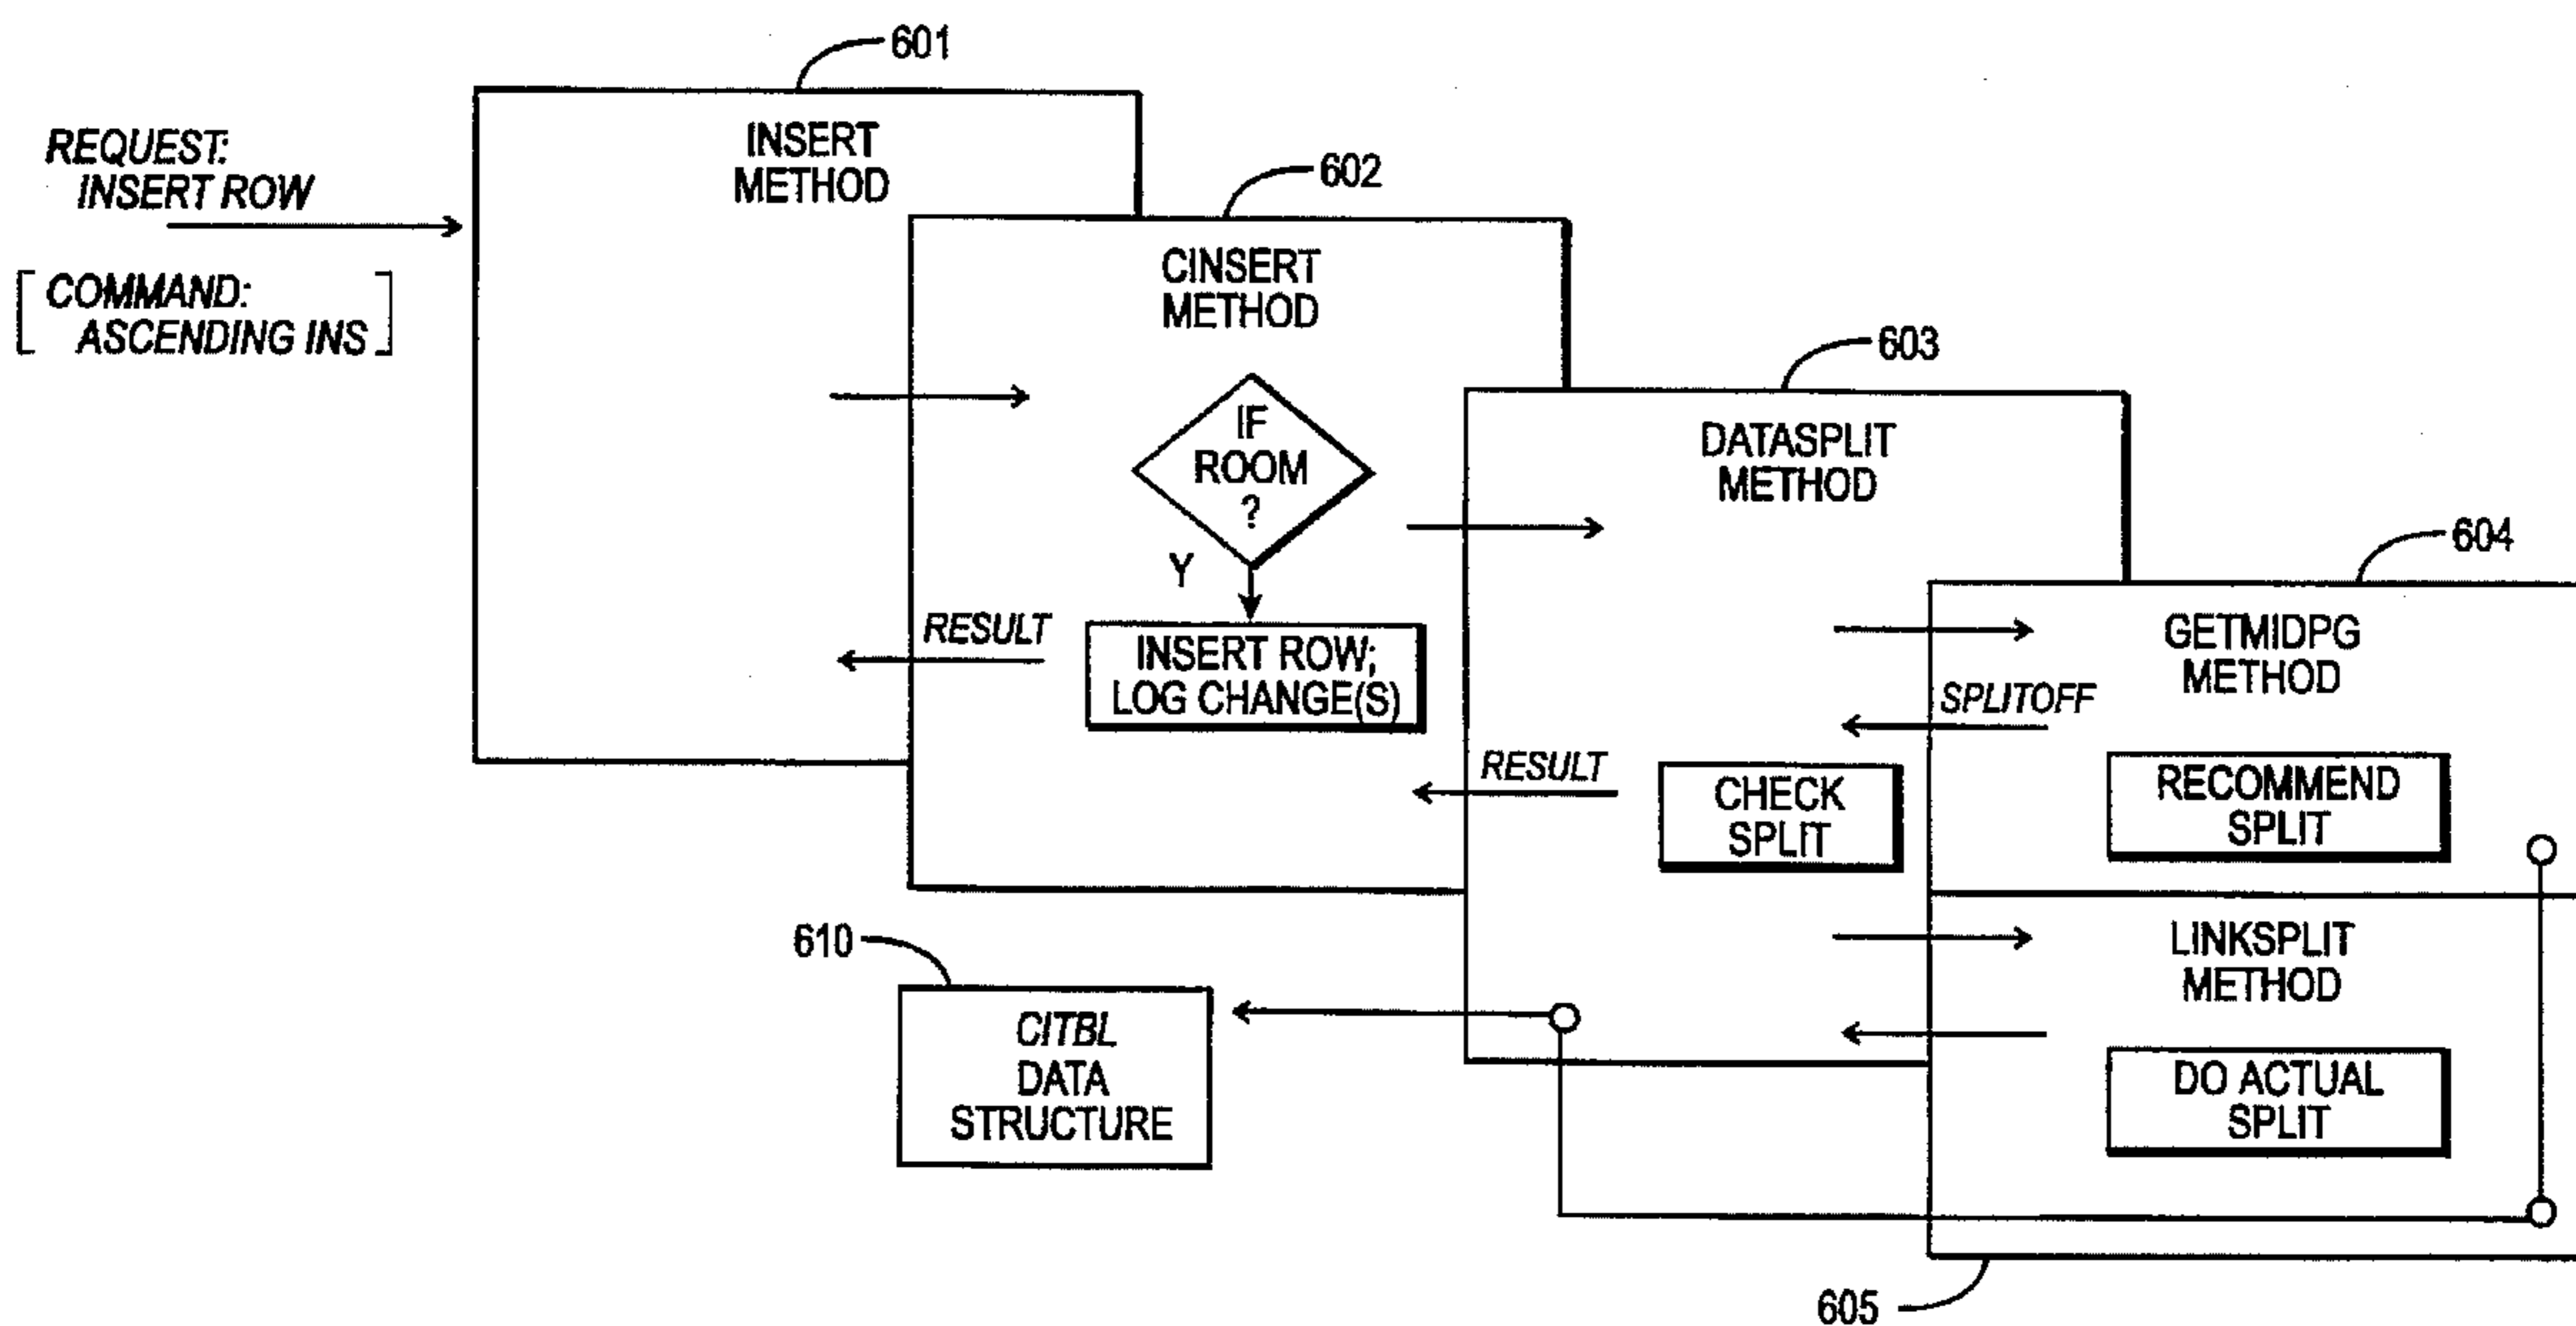 601
REQUEST:
INSERT ROW
[ COMMAND:
ASCENDING INS ]
INSERT
METHOD
602
CINSERT
METHOD
IF
ROOM
?
Y
INSERT ROW;
LOG CHANGE(S)
RESULT
603
DATASPLIT
METHOD
RESULT
CHECK
SPLIT
604
GETMIDPG
METHOD
SPLITOFF
RECOMMEND
SPLIT
LINKSPLIT
METHOD
DO ACTUAL
SPLIT
605
610
CITBL
DATA
STRUCTURE